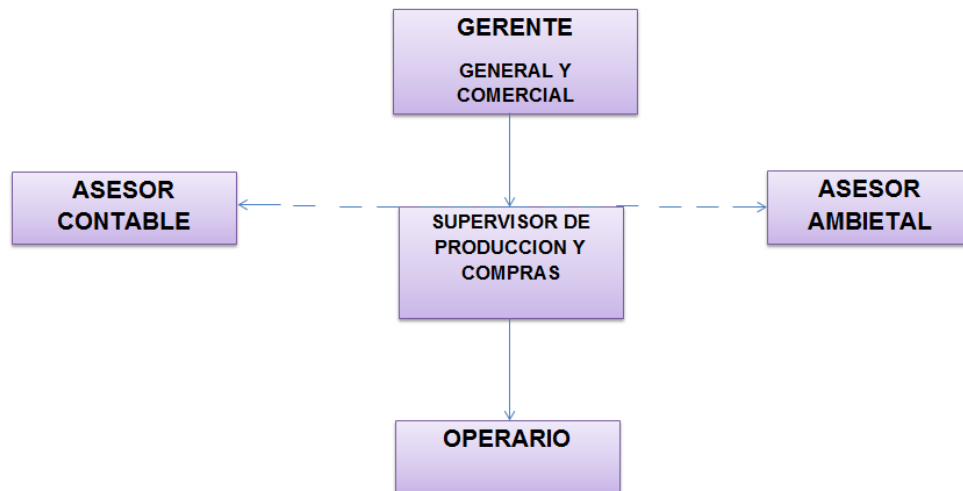 GERENTE
GENERAL Y
COMERCIAL
ASESOR
CONTABLE
SUPERVISOR DE
PRODUCCION Y
COMPRAS
ASESOR
AMBIETAL
OPERARIO